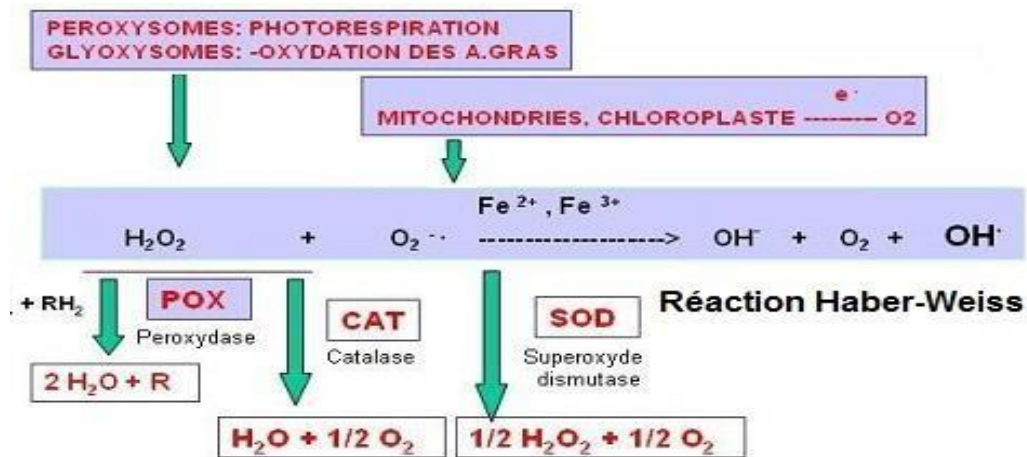 PEROXYSOMES: PHOTORESPIRATION
GLYOXYSOMES: -OXYDATION DES A.GRAS
e -
MITOCHONDRIES, CHLOROPLASTE --------- O2
Fe 2+ , Fe 3+
H₂O₂ + O₂ -· --------------------> OH- + O₂ + OH·
. + RH₂
POX
Peroxydase
CAT
Catalase
SOD
Superoxyde
dismutase
Réaction Haber-Weiss
2 H₂O + R
H₂O + 1/2 O₂
1/2 H₂O₂ + 1/2 O₂